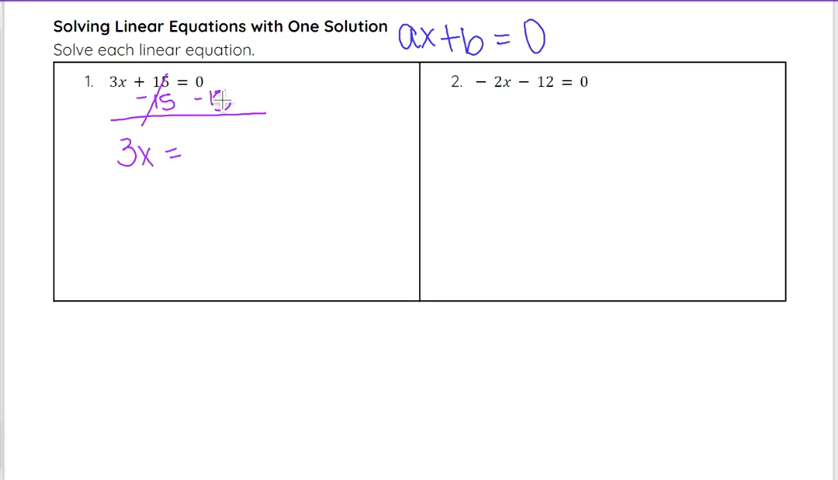 Solving Linear Equations with One Solution ax+b=0
Solve each linear equation.
1. 3x + 15 = 0
-15 -15
3x =
2. − 2x − 12 = 0